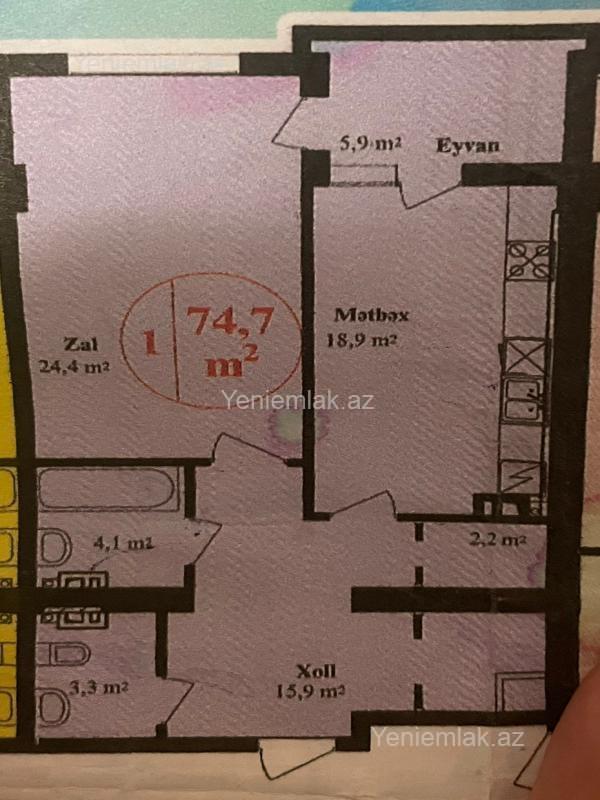 Yeniemlak.az
5,9 m² Eyvan
1 74,7
m²
Zal
24,4 m²
Mətbəx
18,9 m²
Yeniemlak.az
4,1 m²
2,2 m²
3,3 m²
Xoll
15,9 m²
Yeniemlak.az